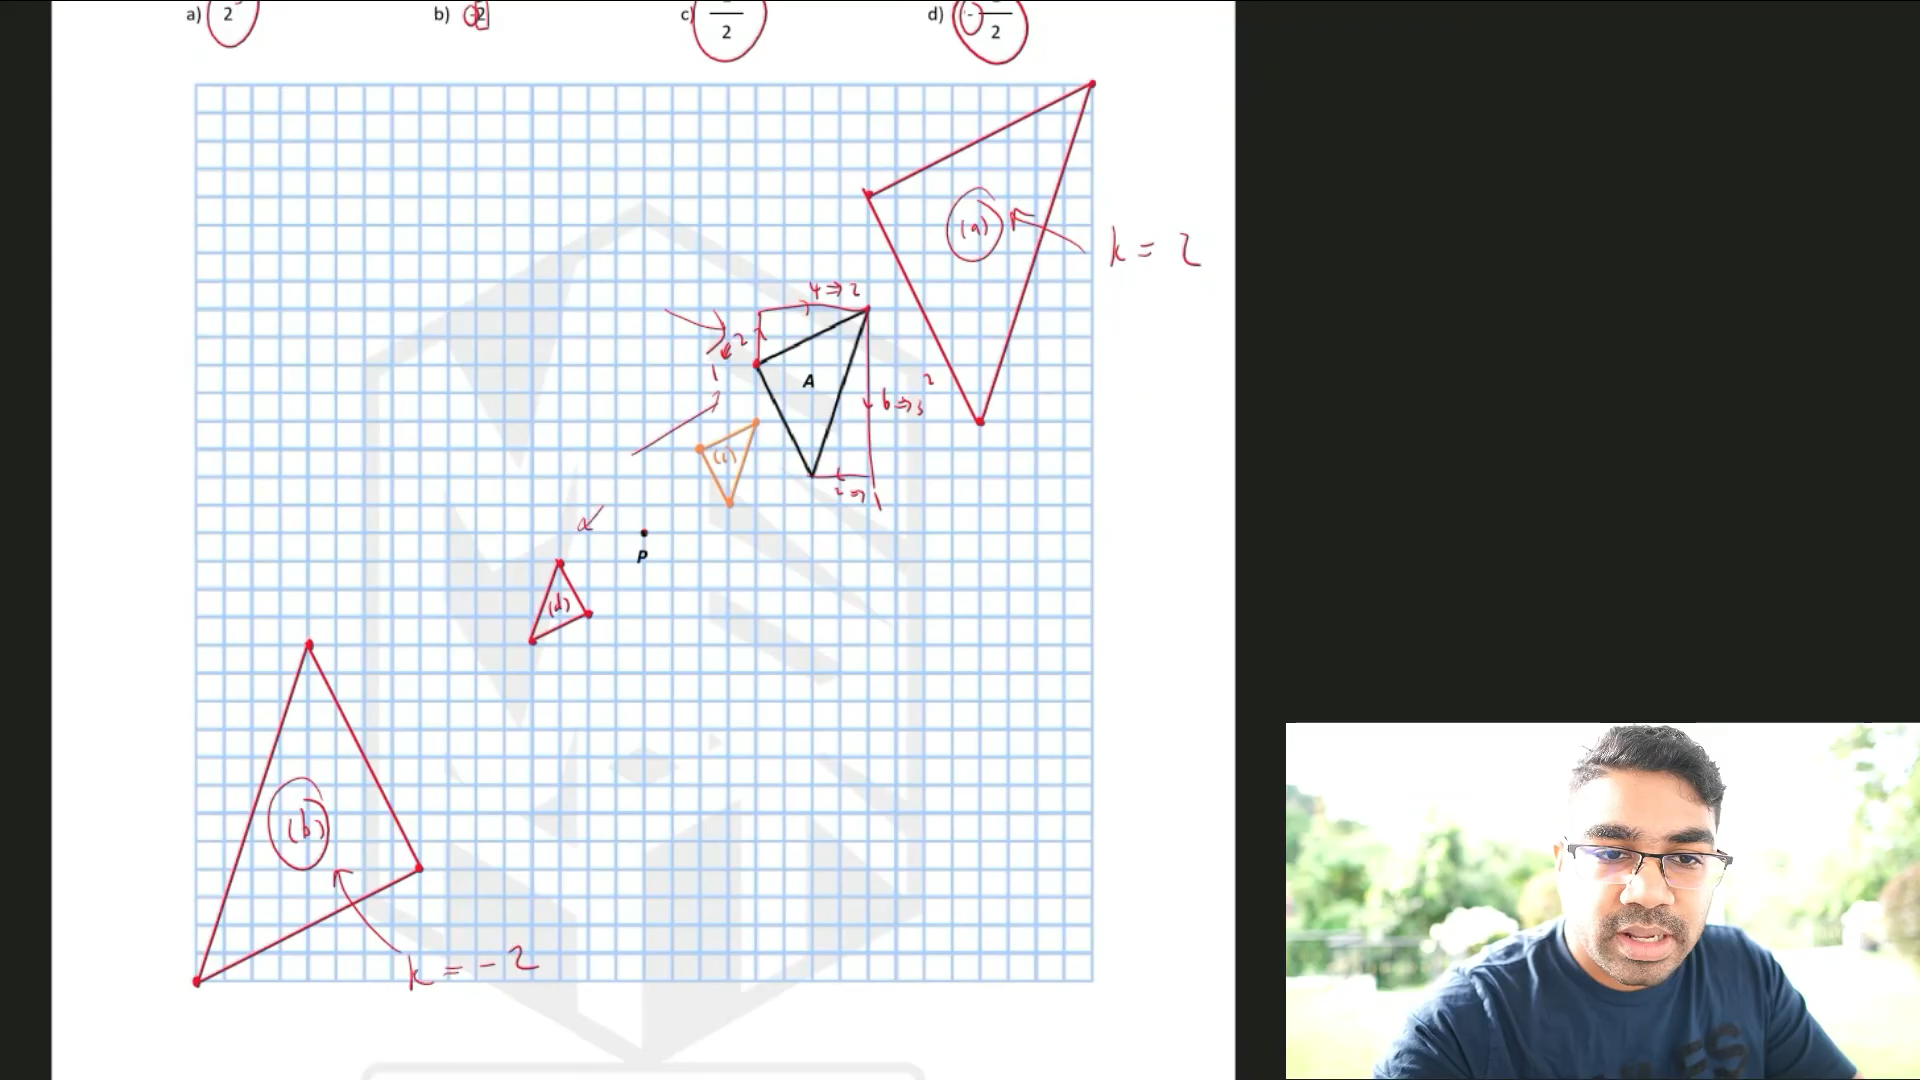 a) 2
b) -2
c) 2
d) - 2
(a)
k = 2
4 ⇒ 2
2
1
A
6 ⇒ 3
(c)
2 ⇒ 1
P
(d)
(b)
k = - 2